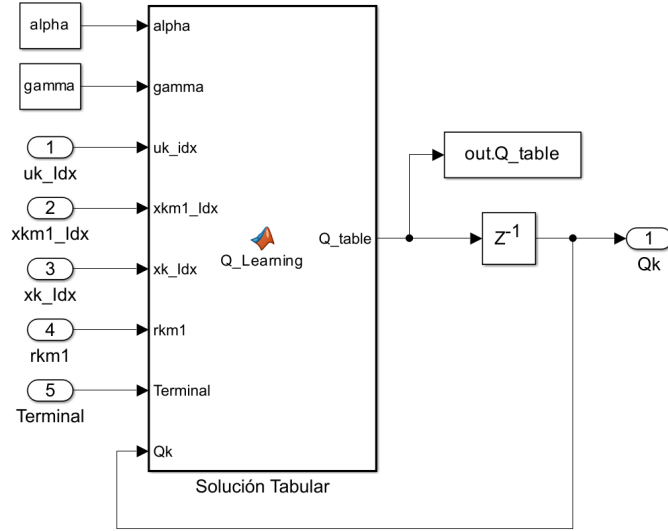 alpha
alpha
gamma
gamma
1
uk_Idx
uk_idx
2
xkm1_Idx
xkm1_Idx
3
xk_Idx
xk_Idx
4
rkm1
rkm1
5
Terminal
Terminal
Qk
Q_Learning
Q_table
Solución Tabular
out.Q_table
Z-1
1
Qk